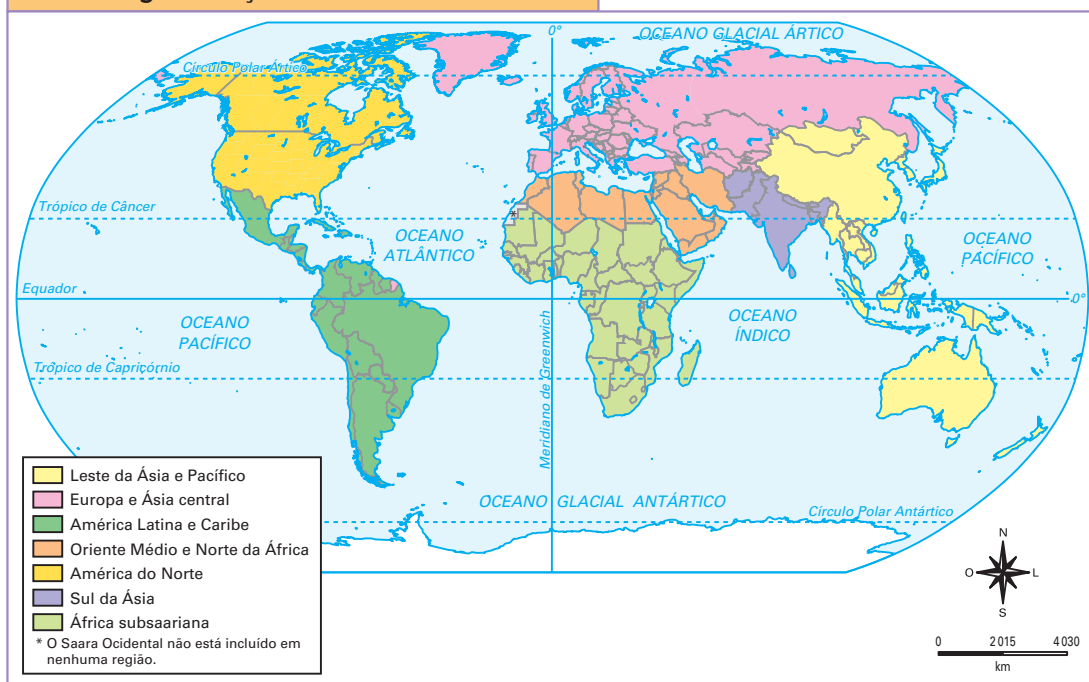 0°
OCEANO GLACIAL ÁRTICO
Círculo Polar Ártico
Trópico de Câncer
*
OCEANO
ATLÂNTICO
OCEANO
PACÍFICO
Equador
0°
OCEANO
PACÍFICO
OCEANO
ÍNDICO
Meridiano de Greenwich
Trópico de Capricórnio
OCEANO GLACIAL ANTÁRTICO
Círculo Polar Antártico
Leste da Ásia e Pacífico
Europa e Ásia central
América Latina e Caribe
Oriente Médio e Norte da África
América do Norte
Sul da Ásia
África subsaariana
* O Saara Ocidental não está incluído em
nenhuma região.
N
O
L
S
0 2 015 4 030
km